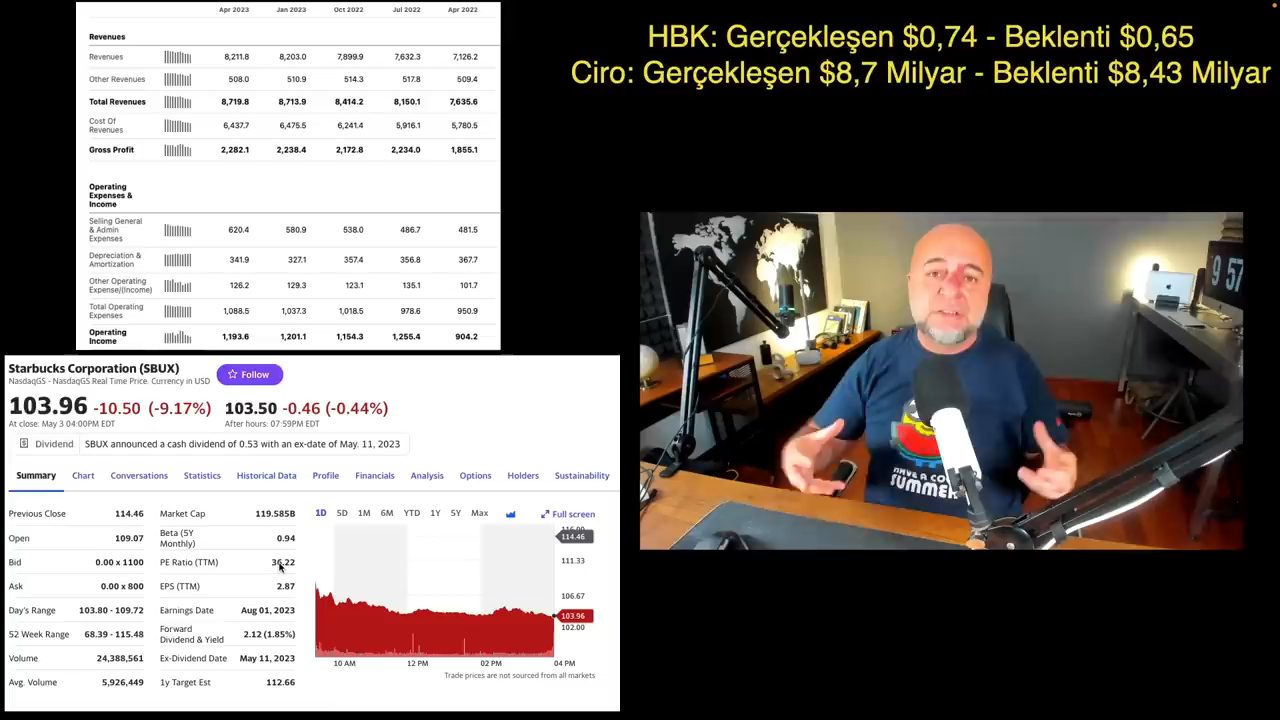 Apr 2023 Jan 2023 Oct 2022 Jul 2022 Apr 2022
Revenues
Revenues 8,211.8 8,203.0 7,899.9 7,632.3 7,126.2
Other Revenues 508.0 510.9 514.3 517.8 509.4
Total Revenues 8,719.8 8,713.9 8,414.2 8,150.1 7,635.6
Cost Of
Revenues 6,437.7 6,475.5 6,241.4 5,916.1 5,780.5
Gross Profit 2,282.1 2,238.4 2,172.8 2,234.0 1,855.1
Operating
Expenses &
Income
Selling General
& Admin
Expenses 620.4 580.9 538.0 486.7 481.5
Depreciation &
Amortization 341.9 327.1 357.4 356.8 367.7
Other Operating
Expense/(Income) 126.2 129.3 123.1 135.1 101.7
Total Operating
Expenses 1,088.5 1,037.3 1,018.5 978.6 950.9
Operating
Income 1,193.6 1,201.1 1,154.3 1,255.4 904.2
HBK: Gerçekleşen $0,74 - Beklenti $0,65
Ciro: Gerçekleşen $8,7 Milyar - Beklenti $8,43 Milyar
9 57
HAVE A COOL
SUMMER
Starbucks Corporation (SBUX)
Follow
NasdaqGS - NasdaqGS Real Time Price. Currency in USD
103.96 -10.50 (-9.17%) 103.50 -0.46 (-0.44%)
At close: May 3 04:00PM EDT After hours: 07:59PM EDT
Dividend SBUX announced a cash dividend of 0.53 with an ex-date of May. 11, 2023
Summary Chart Conversations Statistics Historical Data Profile Financials Analysis Options Holders Sustainability
Previous Close 114.46
Open 109.07
Bid 0.00 x 1100
Ask 0.00 x 800
Day's Range 103.80 - 109.72
52 Week Range 68.39 - 115.48
Volume 24,388,561
Avg. Volume 5,926,449
Market Cap 119.585B
Beta (5Y
Monthly) 0.94
PE Ratio (TTM) 36.22
EPS (TTM) 2.87
Earnings Date Aug 01, 2023
Forward
Dividend & Yield 2.12 (1.85%)
Ex-Dividend Date May 11, 2023
1y Target Est 112.66
1D 5D 1M 6M YTD 1Y 5Y Max Full screen
116.00
114.46
111.33
106.67
103.96
102.00
10 AM 12 PM 02 PM 04 PM
Trade prices are not sourced from all markets